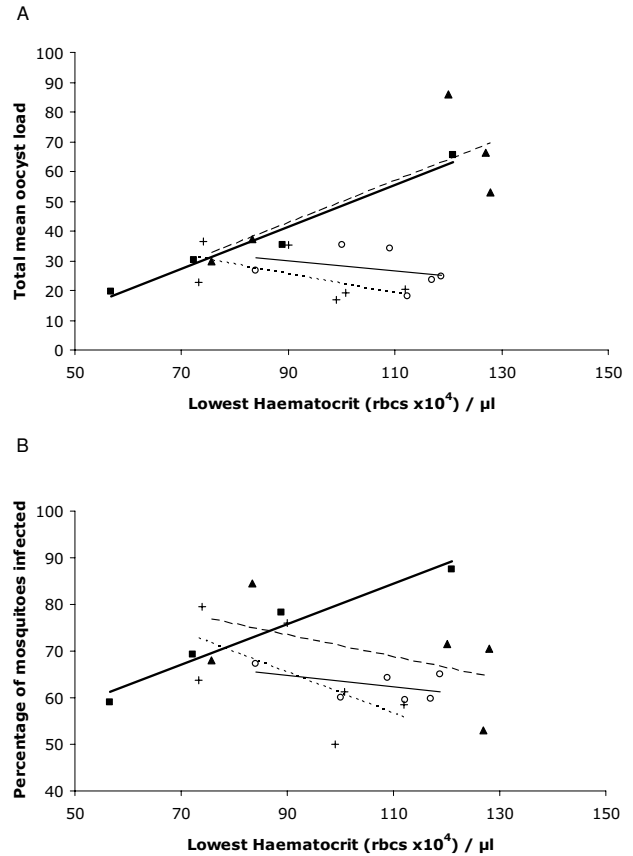 A
100
90
80
70
60
50
40
30
20
10
0
Total mean oocyst load
50 70 90 110 130 150
Lowest Haematocrit (rbcs x10⁴) / µl
B
100
90
80
70
60
50
40
Percentage of mosquitoes infected
50 70 90 110 130 150
Lowest Haematocrit (rbcs x10⁴) / µl